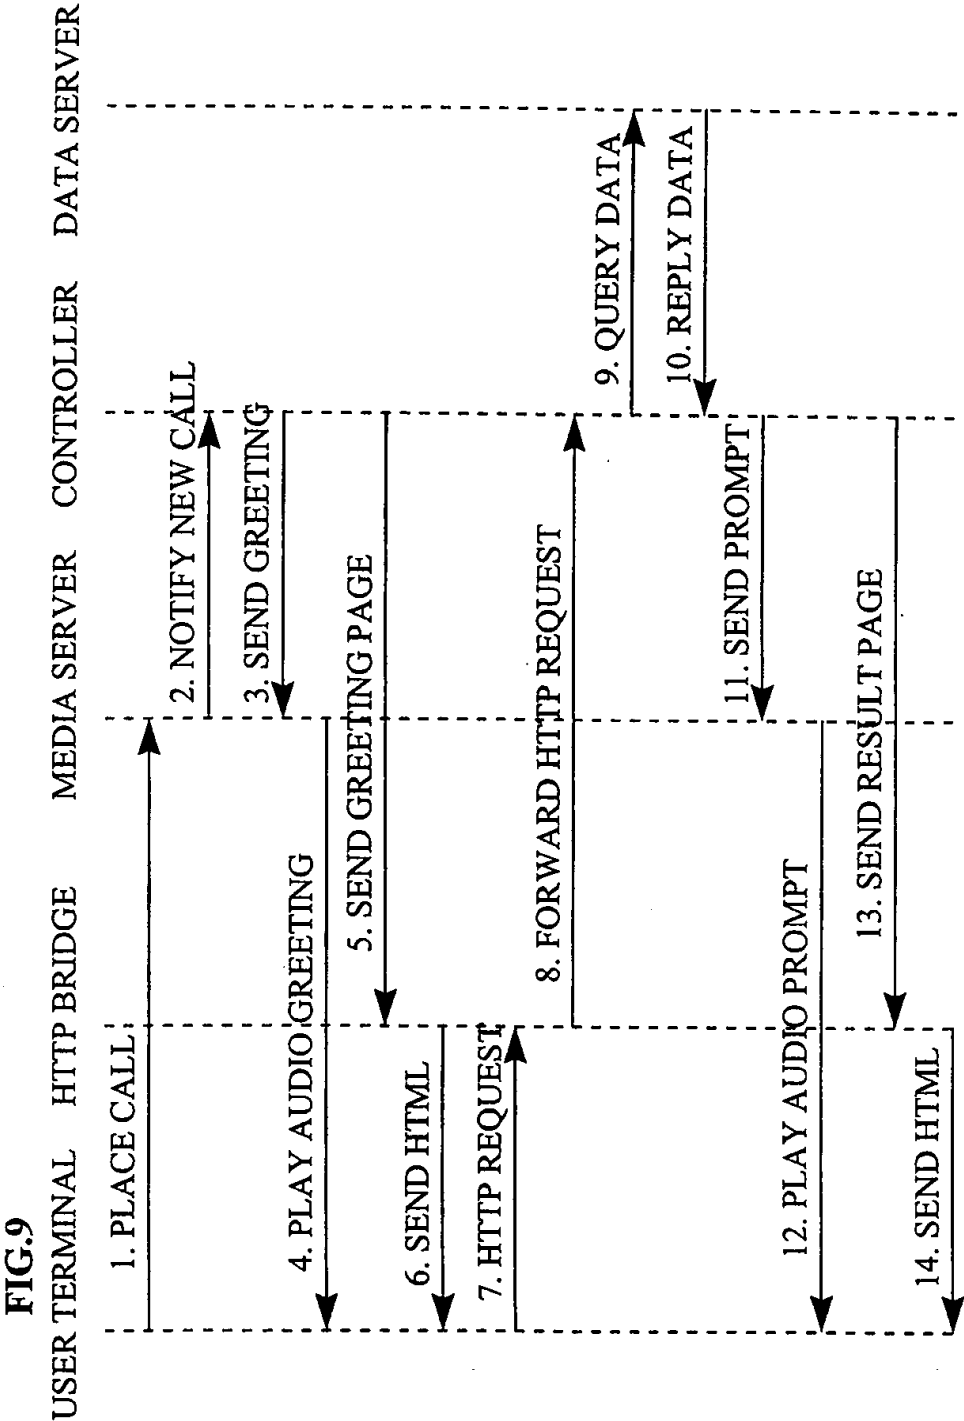 FIG.9
USER TERMINAL HTTP BRIDGE MEDIA SERVER CONTROLLER DATA SERVER
1. PLACE CALL
2. NOTIFY NEW CALL
3. SEND GREETING
4. PLAY AUDIO GREETING
5. SEND GREETING PAGE
6. SEND HTML
7. HTTP REQUEST
8. FORWARD HTTP REQUEST
9. QUERY DATA
10. REPLY DATA
11. SEND PROMPT
12. PLAY AUDIO PROMPT
13. SEND RESULT PAGE
14. SEND HTML